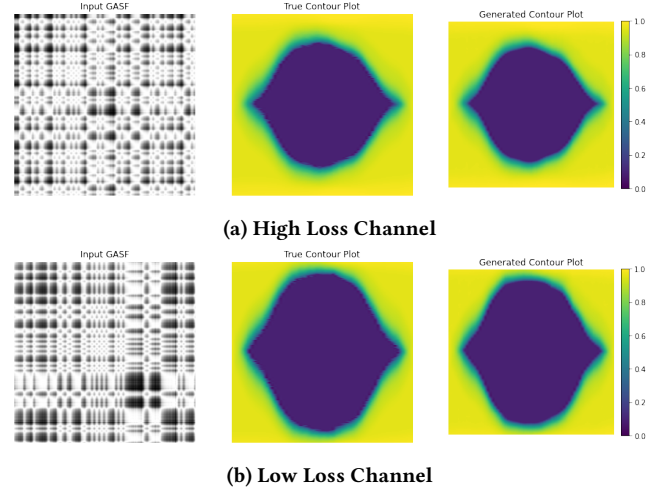 Input GASF
True Contour Plot
Generated Contour Plot
1.0
0.8
0.6
0.4
0.2
0.0
(a) High Loss Channel
Input GASF
True Contour Plot
Generated Contour Plot
1.0
0.8
0.6
0.4
0.2
0.0
(b) Low Loss Channel